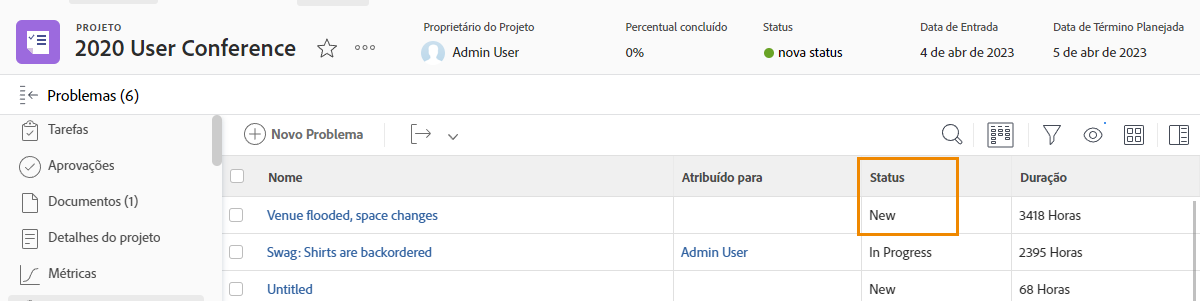 PROJETO
2020 User Conference
Proprietário do Projeto
Admin User
Percentual concluído
0%
Status
nova status
Data de Entrada
4 de abr de 2023
Data de Término Planejada
5 de abr de 2023
Problemas (6)
Tarefas
Aprovações
Documentos (1)
Detalhes do projeto
Métricas
Novo Problema
Nome Atribuído para Status Duração
Venue flooded, space changes New 3418 Horas
Swag: Shirts are backordered Admin User In Progress 2395 Horas
Untitled New 68 Horas